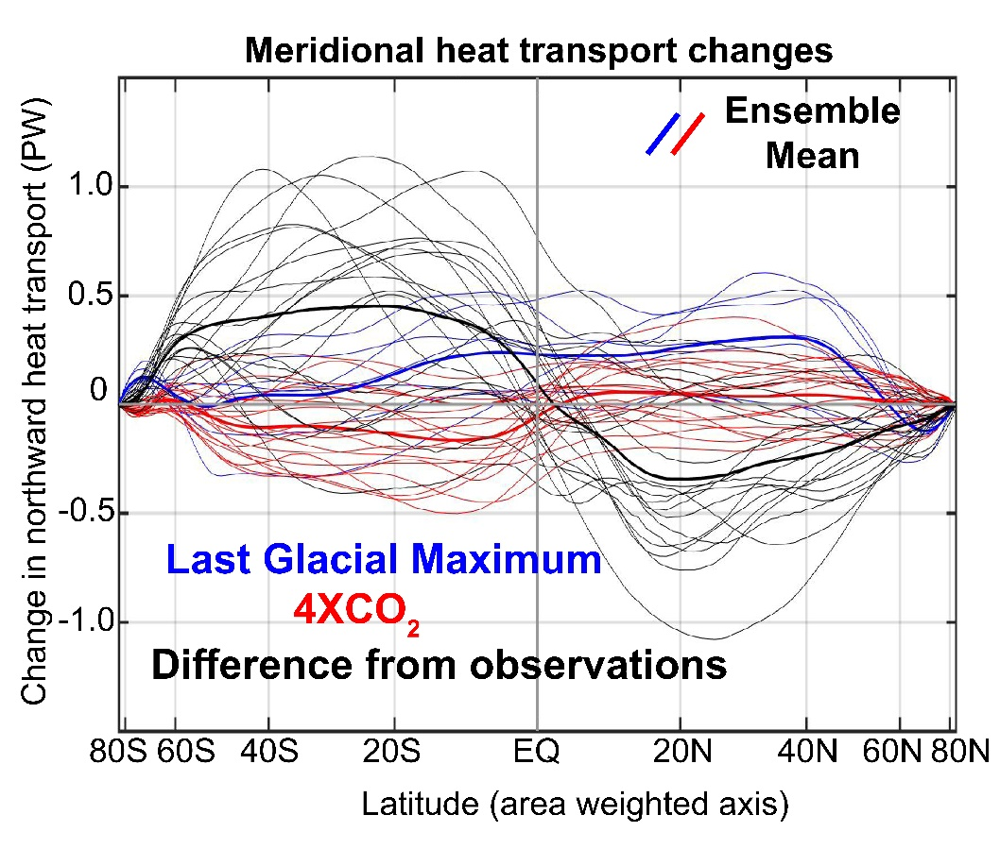 Meridional heat transport changes
Change in northward heat transport (PW)
Ensemble
Mean
1.0
0.5
0
-0.5
-1.0
Last Glacial Maximum
4XCO₂
Difference from observations
80S 60S 40S 20S EQ 20N 40N 60N 80N
Latitude (area weighted axis)